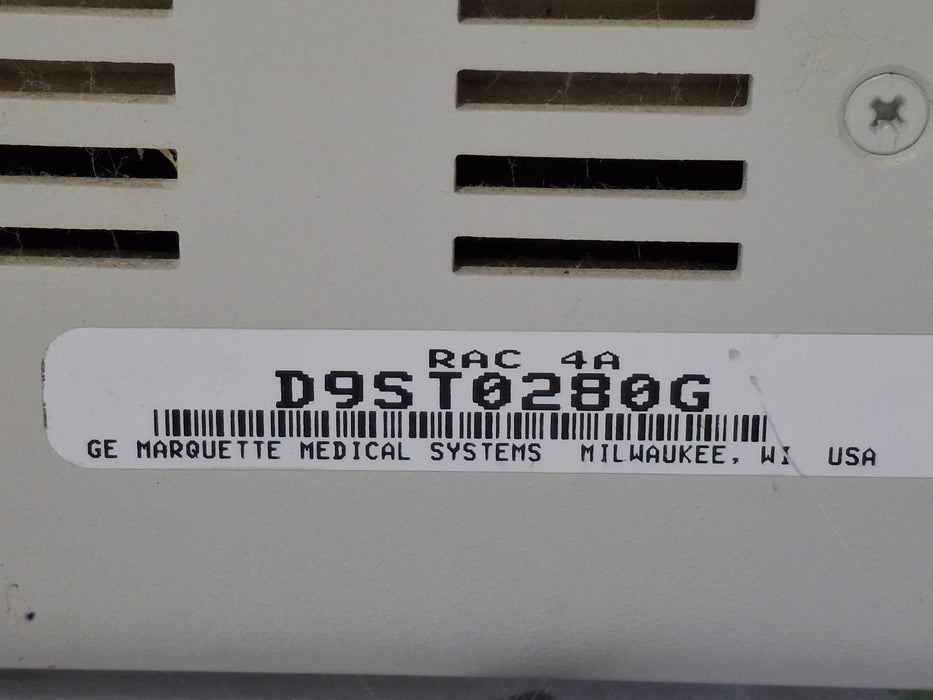 RAC 4A
D9ST0280G
GE MARQUETTE MEDICAL SYSTEMS MILWAUKEE, WI USA